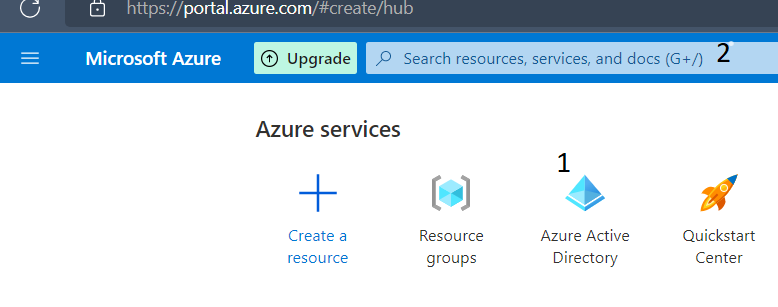 https://portal.azure.com/#create/hub
Microsoft Azure Upgrade Search resources, services, and docs (G+/) 2
Azure services
1
Create a resource
Resource groups
Azure Active Directory
Quickstart Center